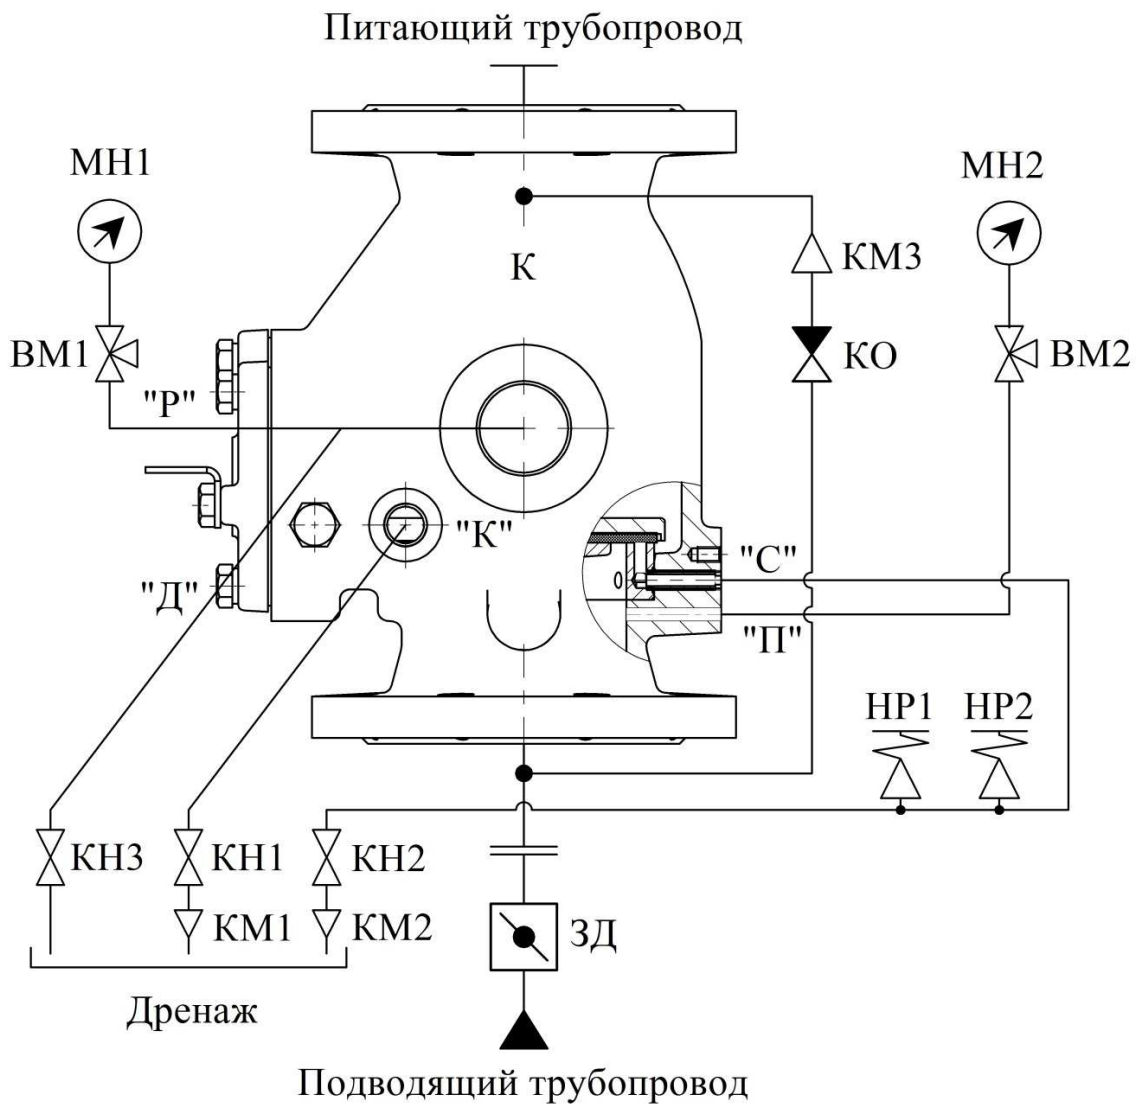 Питающий трубопровод
МН1
МН2
К
КМ3
ВМ1
КО
ВМ2
"Р"
"К"
"С"
"Д"
"П"
НР1
НР2
КН3
КН1
КН2
КМ1
КМ2
ЗД
Дренаж
Подводящий трубопровод